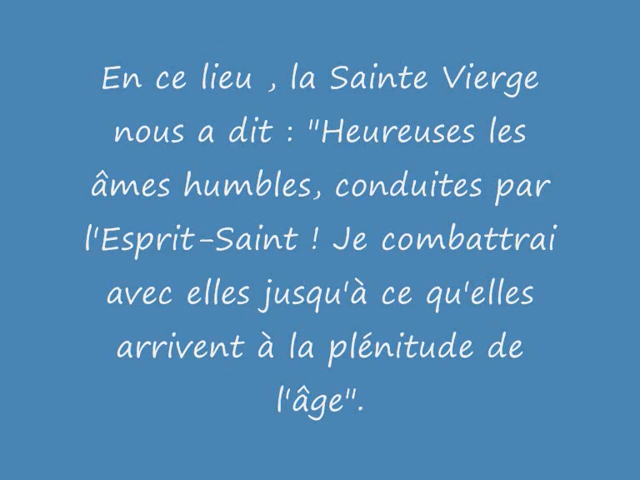 En ce lieu , la Sainte Vierge
nous a dit : "Heureuses les
âmes humbles, conduites par
l'Esprit-Saint ! Je combattrai
avec elles jusqu'à ce qu'elles
arrivent à la plénitude de
l'âge".